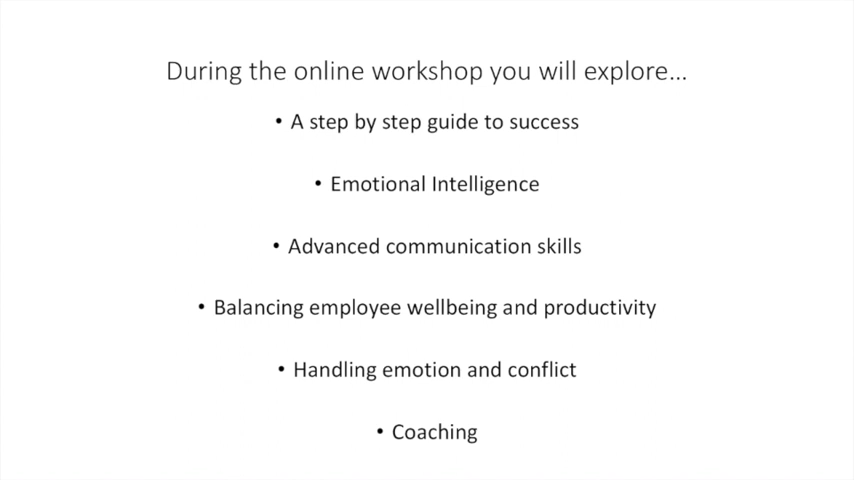 During the online workshop you will explore...
• A step by step guide to success
• Emotional Intelligence
• Advanced communication skills
• Balancing employee wellbeing and productivity
• Handling emotion and conflict
• Coaching